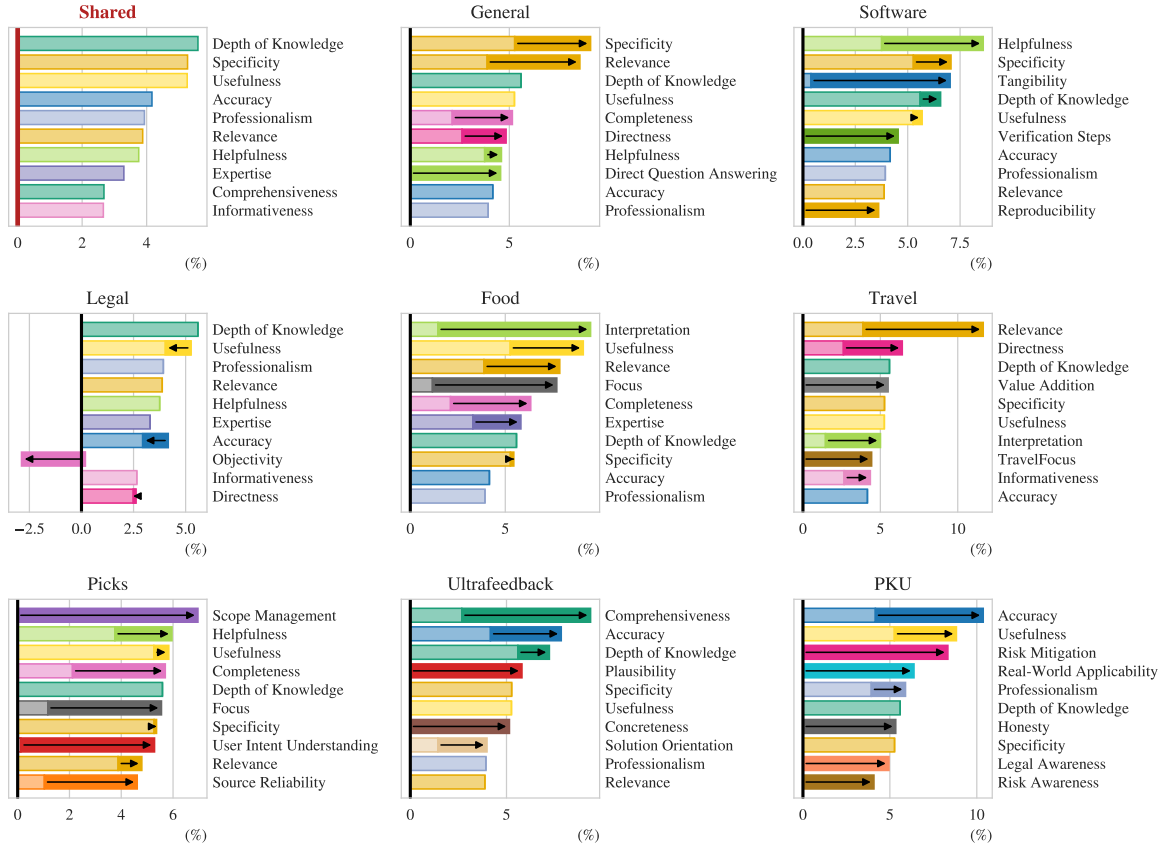 Shared
Depth of Knowledge
Specificity
Usefulness
Accuracy
Professionalism
Relevance
Helpfulness
Expertise
Comprehensiveness
Informativeness
0 2 4
(%)
General
Specificity
Relevance
Depth of Knowledge
Usefulness
Completeness
Directness
Helpfulness
Direct Question Answering
Accuracy
Professionalism
0 5
(%)
Software
Helpfulness
Specificity
Tangibility
Depth of Knowledge
Usefulness
Verification Steps
Accuracy
Professionalism
Relevance
Reproducibility
0.0 2.5 5.0 7.5
(%)
Legal
Depth of Knowledge
Usefulness
Professionalism
Relevance
Helpfulness
Expertise
Accuracy
Objectivity
Informativeness
Directness
−2.5 0.0 2.5 5.0
(%)
Food
Interpretation
Usefulness
Relevance
Focus
Completeness
Expertise
Depth of Knowledge
Specificity
Accuracy
Professionalism
0 5
(%)
Travel
Relevance
Directness
Depth of Knowledge
Value Addition
Specificity
Usefulness
Interpretation
TravelFocus
Informativeness
Accuracy
0 5 10
(%)
Picks
Scope Management
Helpfulness
Usefulness
Completeness
Depth of Knowledge
Focus
Specificity
User Intent Understanding
Relevance
Source Reliability
0 2 4 6
(%)
Ultrafeedback
Comprehensiveness
Accuracy
Depth of Knowledge
Plausibility
Specificity
Usefulness
Concreteness
Solution Orientation
Professionalism
Relevance
0 5
(%)
PKU
Accuracy
Usefulness
Risk Mitigation
Real-World Applicability
Professionalism
Depth of Knowledge
Honesty
Specificity
Legal Awareness
Risk Awareness
0 5 10
(%)